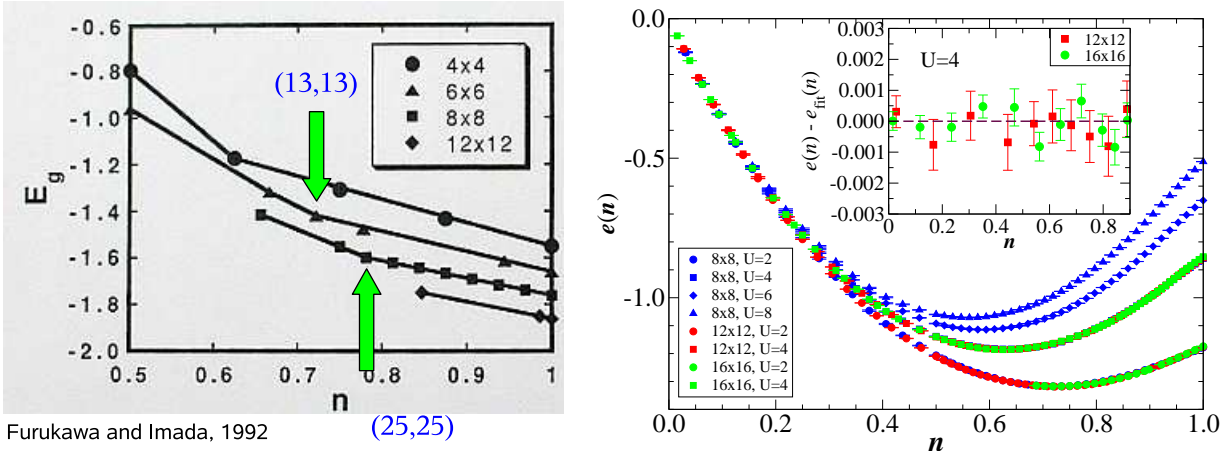 -0.6
-0.8
-1.0
-1.2
-1.4
-1.6
-1.8
-2.0
E_g
0.5
0.6
0.7
0.8
0.9
1
n
4x4
6x6
8x8
12x12
(13,13)
(25,25)
Furukawa and Imada, 1992
0.0
-0.5
-1.0
e(n)
0.0
0.2
0.4
0.6
0.8
1.0
n
8x8, U=2
8x8, U=4
8x8, U=6
8x8, U=8
12x12, U=2
12x12, U=4
16x16, U=2
16x16, U=4
0.003
0.002
0.001
0.000
-0.001
-0.002
-0.003
e(n) - e_fit(n)
U=4
12x12
16x16
0
0.2
0.4
0.6
0.8
n